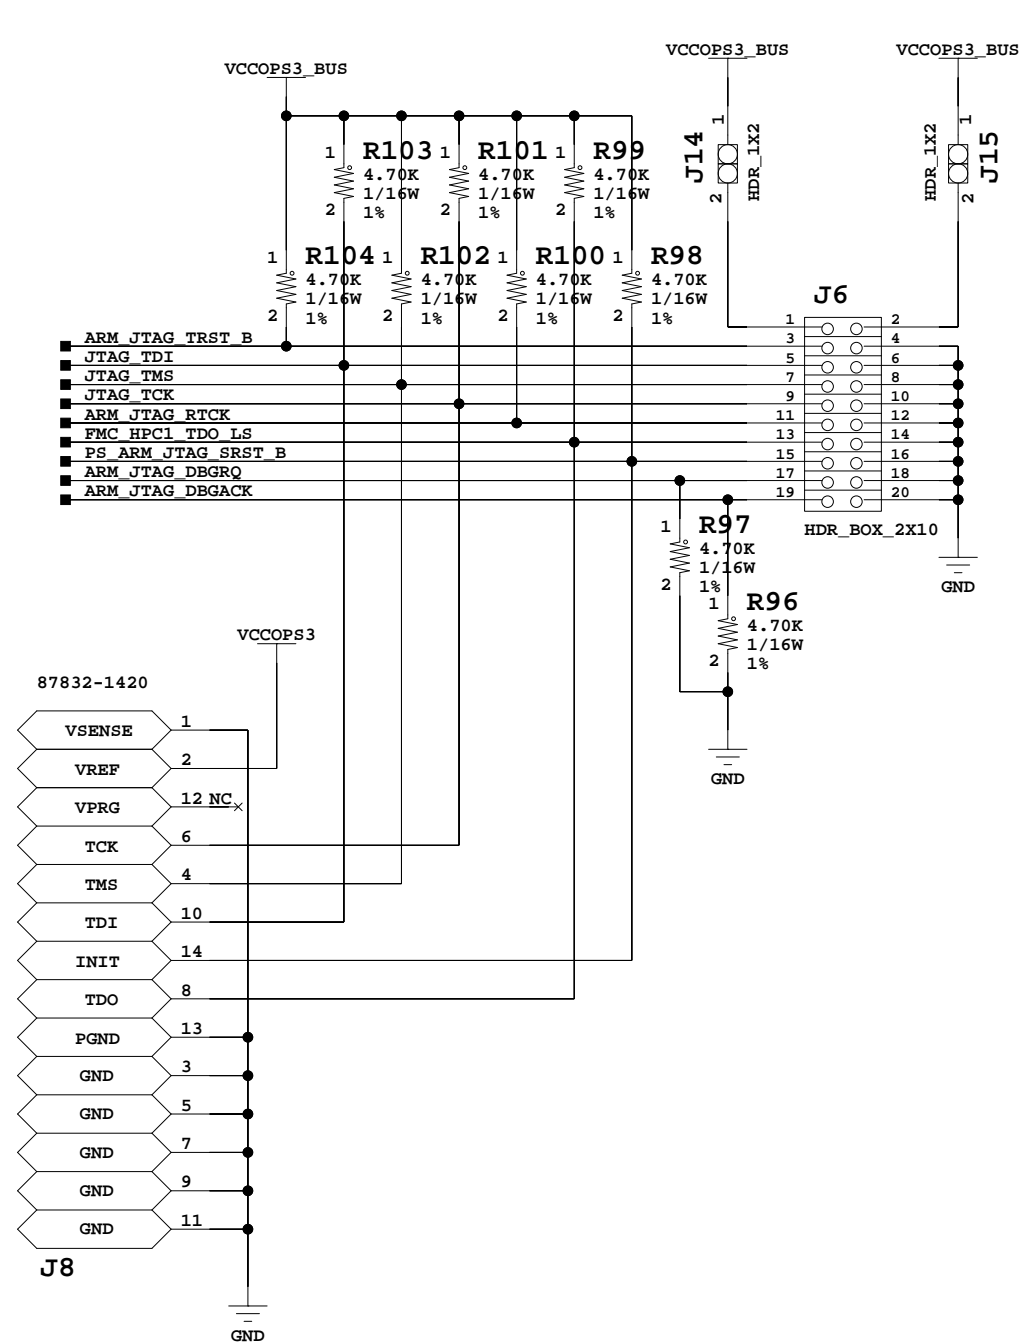 VCCOPS3_BUS
VCCOPS3_BUS
VCCOPS3_BUS
1 R103
4.70K
1/16W
2 1%
1 R101
4.70K
1/16W
2 1%
1 R99
4.70K
1/16W
2 1%
1 J14 HDR_1X2 2
1 HDR_1X2 J15 2
1 R104
4.70K
1/16W
2 1%
1 R102
4.70K
1/16W
2 1%
1 R100
4.70K
1/16W
2 1%
1 R98
4.70K
1/16W
2 1%
J6
1 2
ARM_JTAG_TRST_B 3 4
JTAG_TDI 5 6
JTAG_TMS 7 8
JTAG_TCK 9 10
ARM_JTAG_RTCK 11 12
FMC_HPC1_TDO_LS 13 14
PS_ARM_JTAG_SRST_B 15 16
ARM_JTAG_DBGRQ 17 18
ARM_JTAG_DBGACK 19 20
HDR_BOX_2X10
GND
1 R97
4.70K
1/16W
2 1%
1 R96
4.70K
1/16W
2 1%
GND
VCCOPS3
87832-1420
VSENSE 1
VREF 2
VPRG 12 NC
TCK 6
TMS 4
TDI 10
INIT 14
TDO 8
PGND 13
GND 3
GND 5
GND 7
GND 9
GND 11
J8
GND